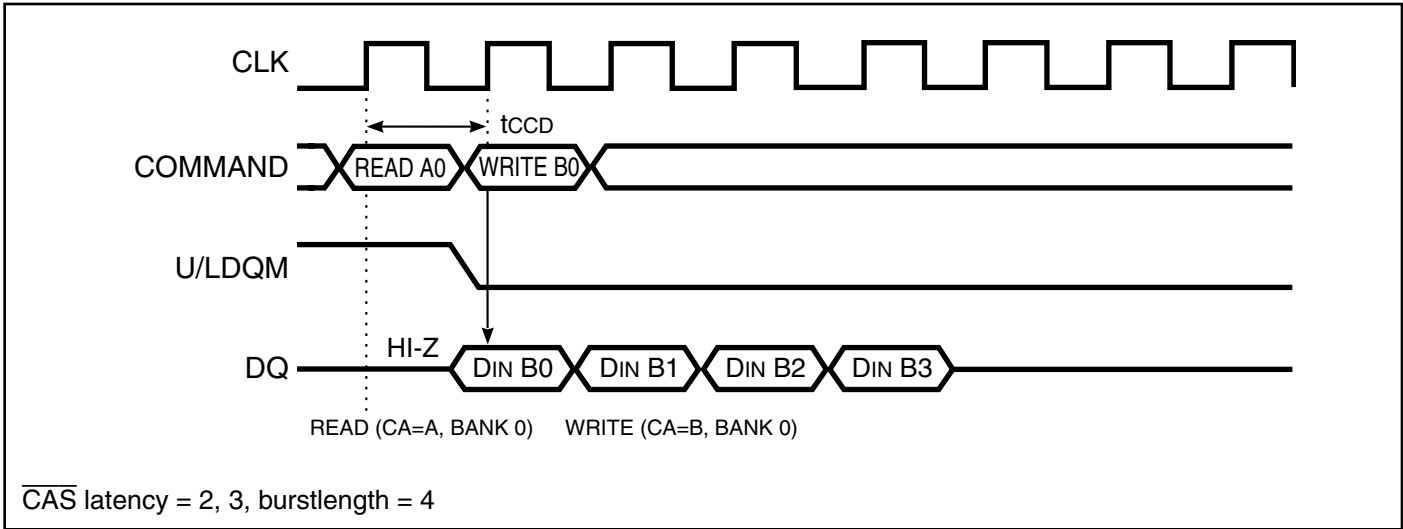 CLK
tCCD
COMMAND READ A0 WRITE B0
U/LDQM
HI-Z
DQ DIN B0 DIN B1 DIN B2 DIN B3
READ (CA=A, BANK 0) WRITE (CA=B, BANK 0)
CAS latency = 2, 3, burstlength = 4